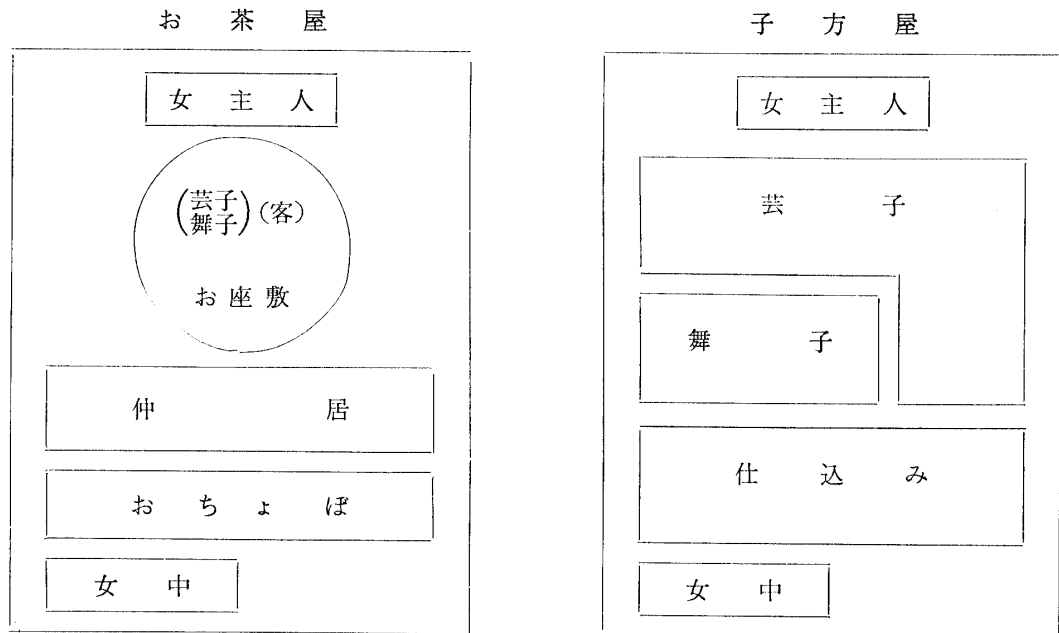 お茶屋
女主人
(芸子 舞子)(客)
お座敷
仲居
おちょぼ
女中
子方屋
女主人
芸子
舞子
仕込み
女中